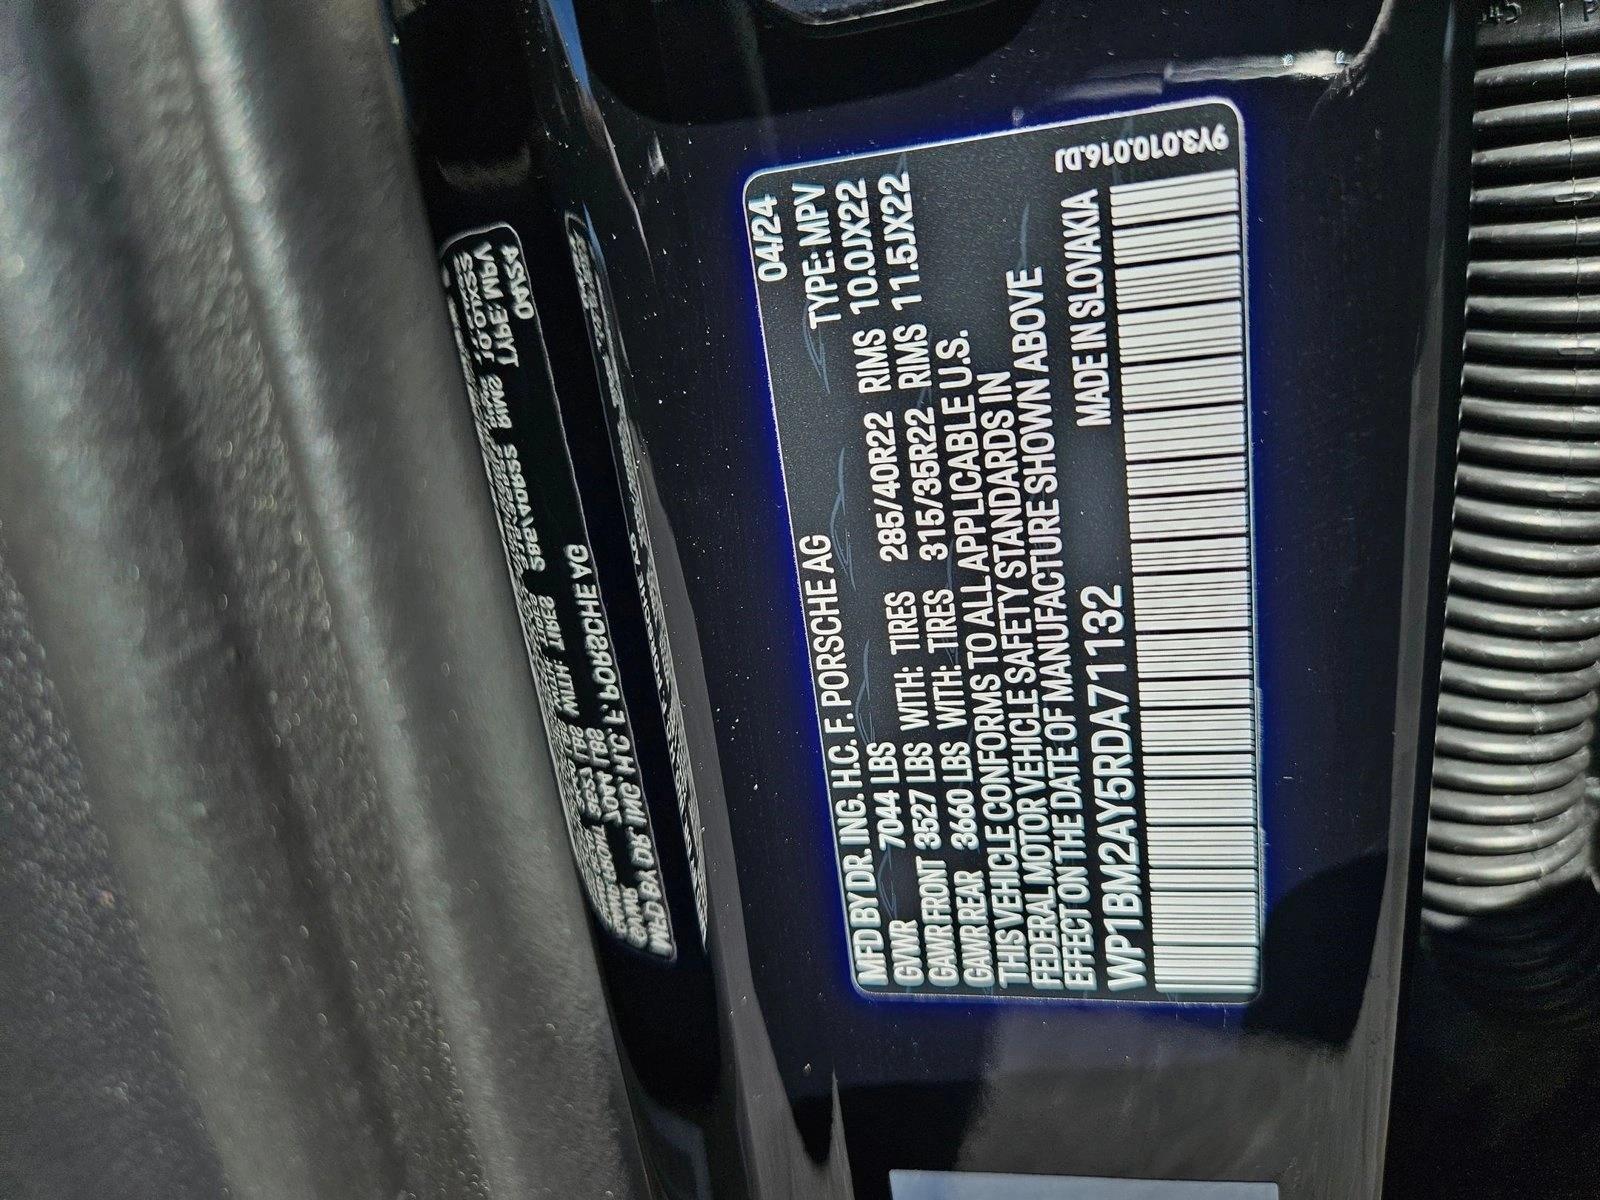 MFD BY DR. ING. H.C. F. PORSCHE AG 04/24
GVWR 7044 LBS TYPE: MPV
GAWR FRONT 3527 LBS WITH: TIRES 285/40R22 RIMS 10.0JX22
GAWR REAR 3660 LBS WITH: TIRES 315/35R22 RIMS 11.5JX22
THIS VEHICLE CONFORMS TO ALL APPLICABLE U.S.
FEDERAL MOTOR VEHICLE SAFETY STANDARDS IN
EFFECT ON THE DATE OF MANUFACTURE SHOWN ABOVE
WP1BM2AY5RDA71132 MADE IN SLOVAKIA
9Y3.010.016.DJ